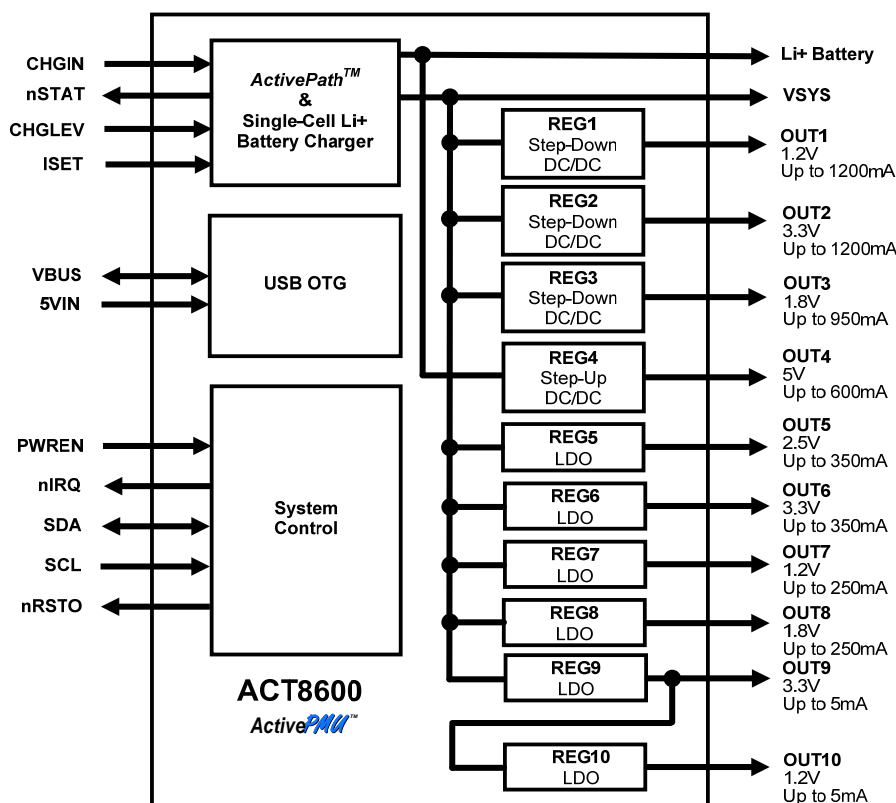 CHGIN
nSTAT
CHGLEV
ISET
ActivePath™
&
Single-Cell Li+
Battery Charger
Li+ Battery
VSYS
REG1
Step-Down
DC/DC
OUT1
1.2V
Up to 1200mA
REG2
Step-Down
DC/DC
OUT2
3.3V
Up to 1200mA
VBUS
5VIN
USB OTG
REG3
Step-Down
DC/DC
OUT3
1.8V
Up to 950mA
REG4
Step-Up
DC/DC
OUT4
5V
Up to 600mA
PWREN
nIRQ
SDA
SCL
nRSTO
System
Control
REG5
LDO
OUT5
2.5V
Up to 350mA
REG6
LDO
OUT6
3.3V
Up to 350mA
REG7
LDO
OUT7
1.2V
Up to 250mA
REG8
LDO
OUT8
1.8V
Up to 250mA
REG9
LDO
OUT9
3.3V
Up to 5mA
ACT8600
ActivePMU™
REG10
LDO
OUT10
1.2V
Up to 5mA